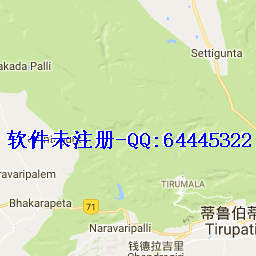 Settigunta
akada Palli
软件未注册-QQ:64445322
aravaripalem
TIRUMALA
Bhakarapeta
71
蒂鲁伯蒂
Tirupati
Naravaripalli
钱德拉吉里